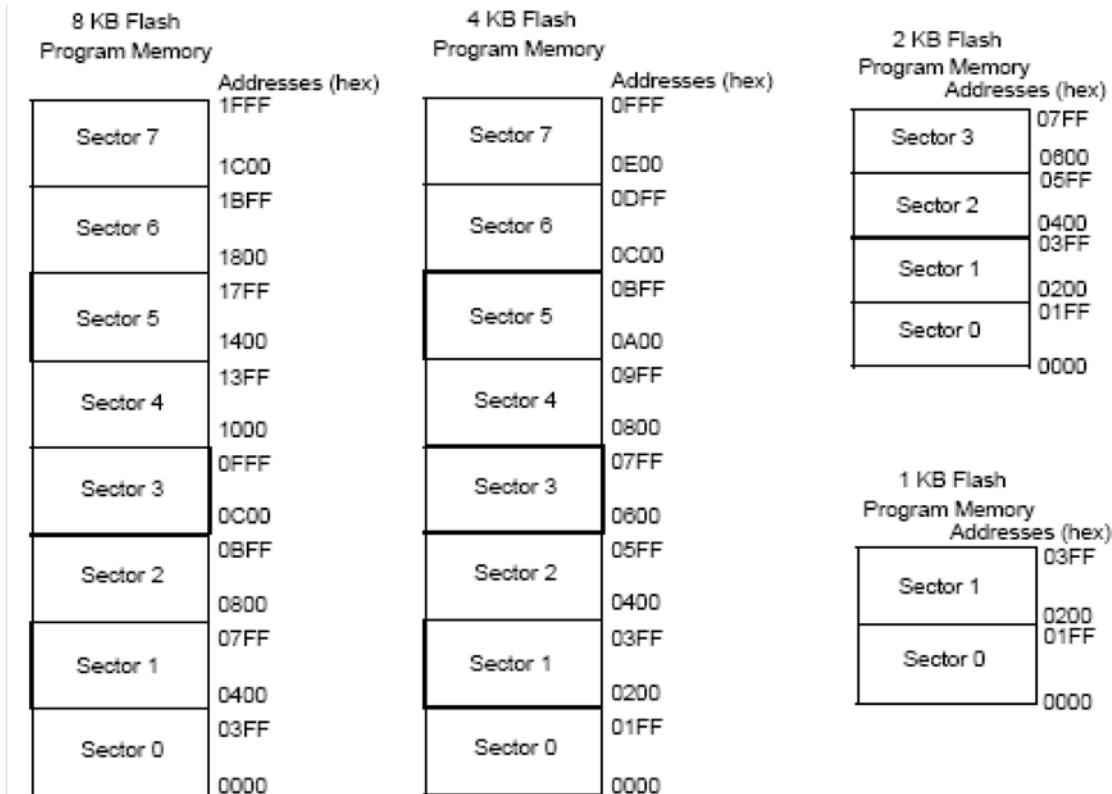 8 KB Flash
Program Memory
Addresses (hex)
1FFF
Sector 7
1C00
1BFF
Sector 6
1800
17FF
Sector 5
1400
13FF
Sector 4
1000
0FFF
Sector 3
0C00
0BFF
Sector 2
0800
07FF
Sector 1
0400
03FF
Sector 0
0000
4 KB Flash
Program Memory
Addresses (hex)
0FFF
Sector 7
0E00
0DFF
Sector 6
0C00
0BFF
Sector 5
0A00
09FF
Sector 4
0800
07FF
Sector 3
0600
05FF
Sector 2
0400
03FF
Sector 1
0200
01FF
Sector 0
0000
2 KB Flash
Program Memory
Addresses (hex)
07FF
Sector 3
0600
05FF
Sector 2
0400
03FF
Sector 1
0200
01FF
Sector 0
0000
1 KB Flash
Program Memory
Addresses (hex)
03FF
Sector 1
0200
01FF
Sector 0
0000